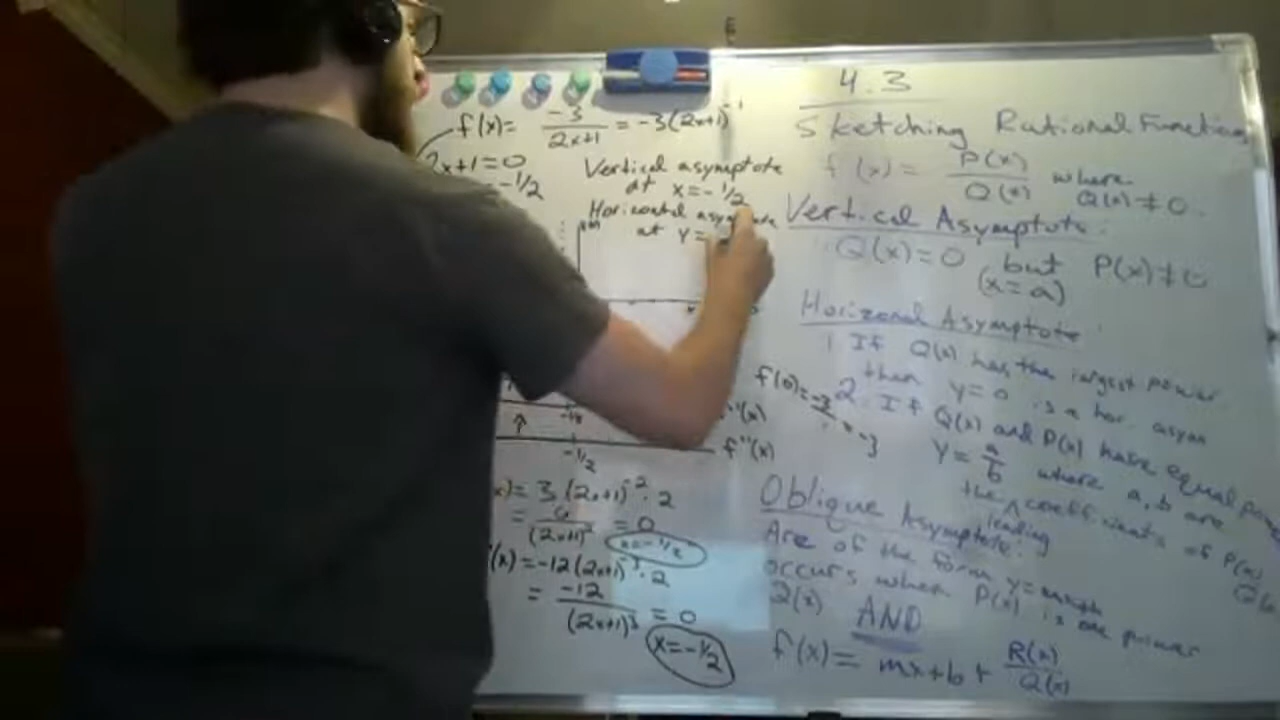 f(x) = -3/2x+1 = -3(2x+1)^-1
2x+1=0
= -1/2
Vertical asymptote
at x=-1/2
Horizontal asymptote
at y=
f(0)=-3
-1/2
f''(x)
-1/2
= 3(2x+1)^-2 · 2
= 6/(2x+1)^2 = 0
x=-1/2
(x) = -12(2x+1)^-3 · 2
= -12/(2x+1)^3 = 0
x=-1/2
4.3
Sketching Rational Functions
f(x) = P(x)/Q(x) where Q(x) ≠ 0.
Vertical Asymptote:
Q(x)=0 but P(x)≠0
(x=a)
Horizonal Asymptote:
1. If Q(x) has the largest power
then y=0 is a hor. asym
2. If Q(x) and P(x) have equal power
y = a/b where a, b are
the leading coefficients of P(x)
Oblique Asymptote:
Are of the form y=mx+b
occurs when P(x) is one power
Q(x) AND
f(x) = mx+b + R(x)/Q(x)